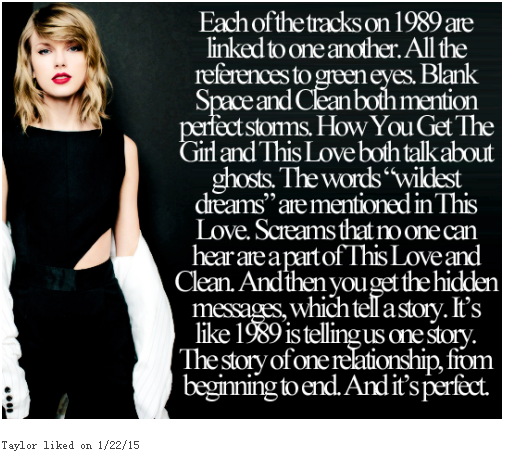 Each of the tracks on 1989 are
linked to one another. All the
references to green eyes. Blank
Space and Clean both mention
perfect storms. How You Get The
Girl and This Love both talk about
ghosts. The words “wildest
dreams” are mentioned in This
Love. Screams that no one can
hear are a part of This Love and
Clean. And then you get the hidden
messages, which tell a story. It’s
like 1989 is telling us one story.
The story of one relationship, from
beginning to end. And it’s perfect.
Taylor liked on 1/22/15